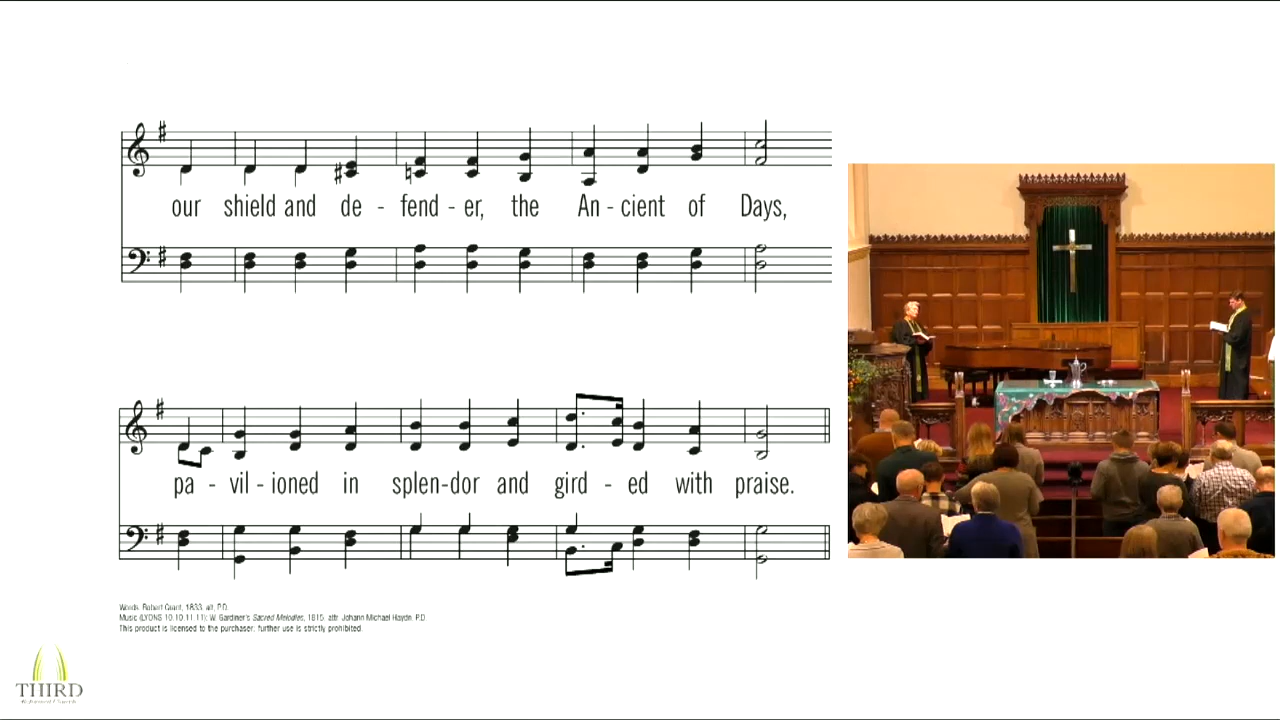 our shield and de - fend - er, the An - cient of Days,
pa - vil - ioned in splen - dor and gird - ed with praise.
Words: Robert Grant, 1833, alt, P.D.
Music (LYONS 10.10.11.11): W. Gardiner's Sacred Melodies, 1815, attr. Johann Michael Haydn, P.D.
This product is licensed to the purchaser, further use is strictly prohibited.
THIRD
Reformed Church